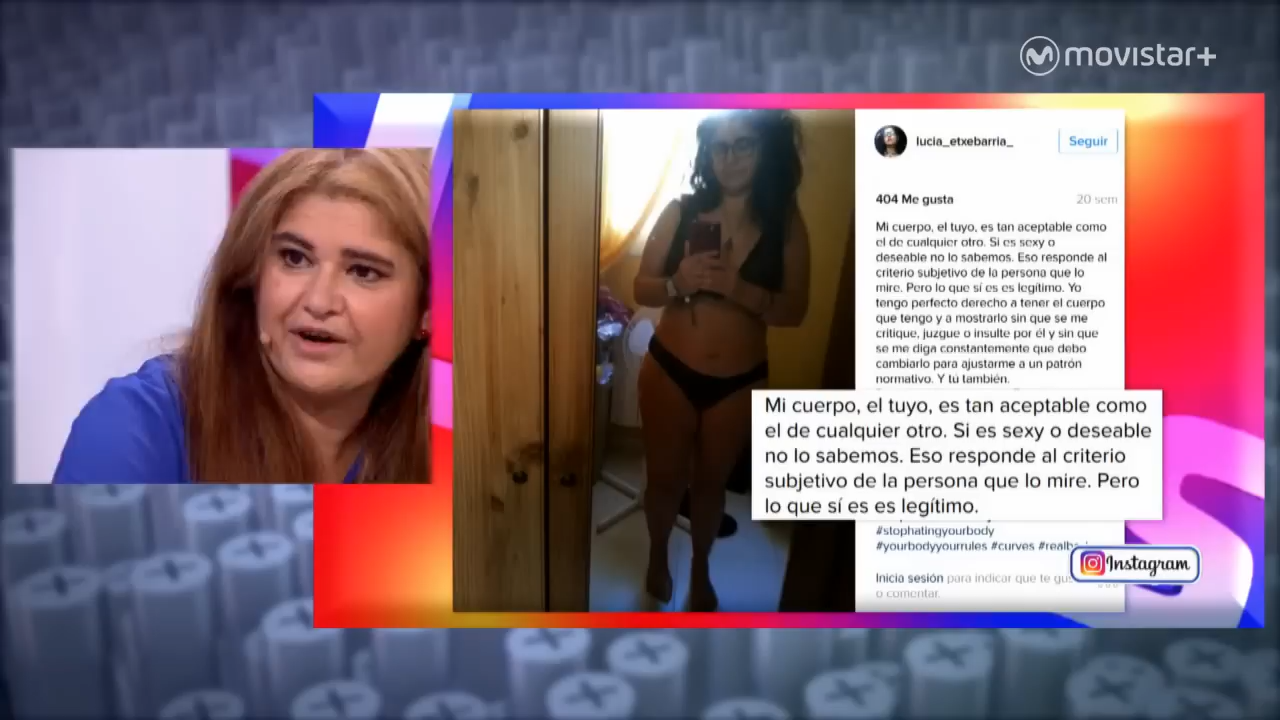 movistar+
lucia_etxebarria_
Seguir
404 Me gusta
20 sem
Mi cuerpo, el tuyo, es tan aceptable como
el de cualquier otro. Si es sexy o
deseable no lo sabemos. Eso responde al
criterio subjetivo de la persona que lo
mire. Pero lo que sí es es legítimo. Yo
tengo perfecto derecho a tener el cuerpo
que tengo y a mostrarlo sin que se me
critique, juzgue o insulte por él y sin que
se me diga constantemente que debo
cambiarlo para ajustarme a un patrón
normativo. Y tú también.
Mi cuerpo, el tuyo, es tan aceptable como
el de cualquier otro. Si es sexy o deseable
no lo sabemos. Eso responde al criterio
subjetivo de la persona que lo mire. Pero
lo que sí es es legítimo.
#stophatingyourbody
#yourbodyyourrules #curves
Instagram
Inicia sesión para indicar que te
o comentar.